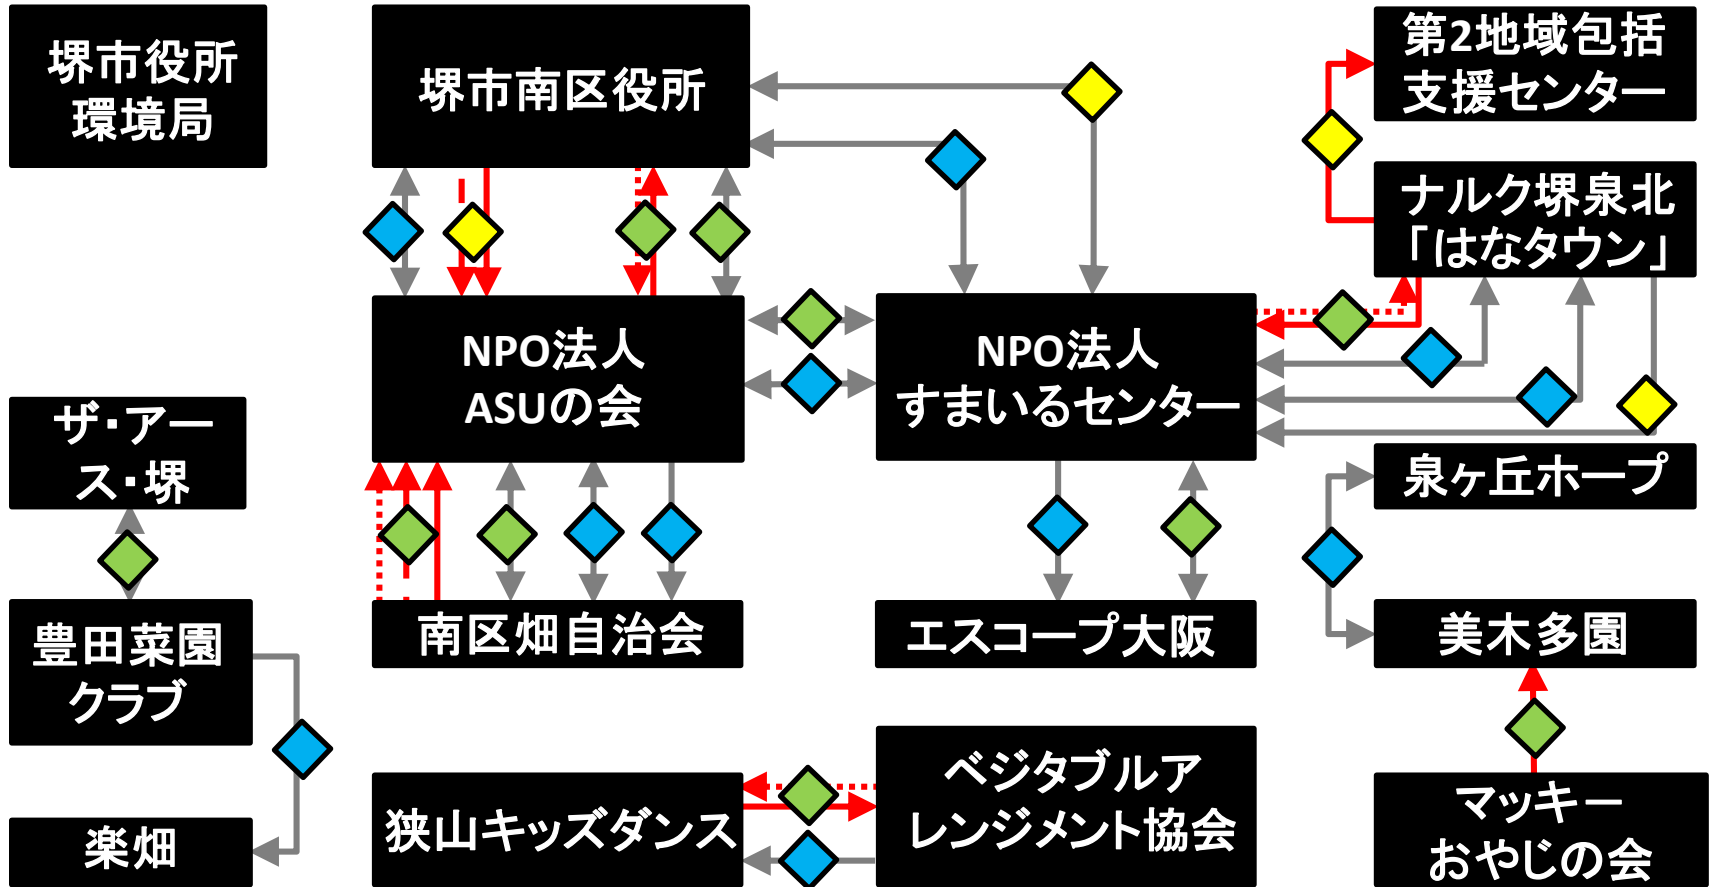 堺市役所
環境局
堺市南区役所
第2地域包括
支援センター
ナルク堺泉北
「はなタウン」
NPO法人
ASUの会
NPO法人
すまいるセンター
ザ・アー
ス・堺
泉ヶ丘ホープ
豊田菜園
クラブ
南区畑自治会
エスコープ大阪
美木多園
楽畑
狭山キッズダンス
ベジタブルア
レンジメント協会
マッキー
おやじの会